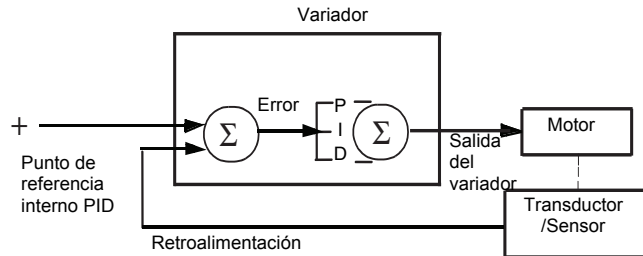 Variador
Error
P
I
D
Σ
Σ
+
Punto de
referencia
interno PID
Salida
del
variador
Motor
Transductor
/Sensor
Retroalimentación